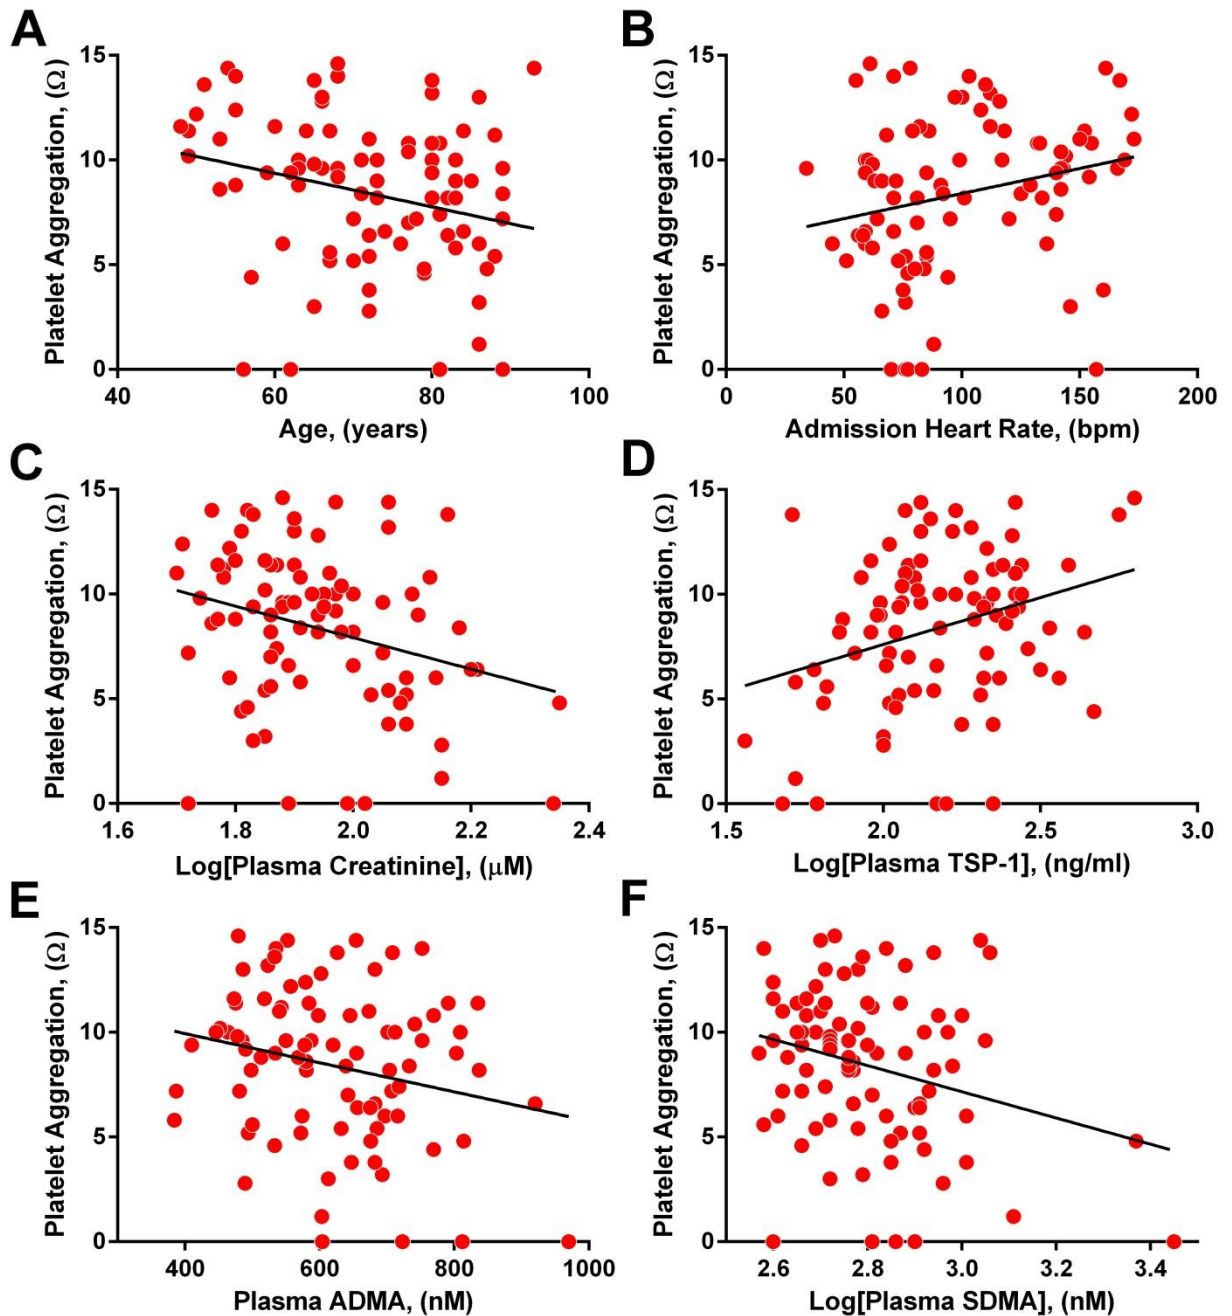 A
B
15
10
5
0
Platelet Aggregation, (Ω)
40
60
80
100
Age, (years)
15
10
5
0
Platelet Aggregation, (Ω)
0
50
100
150
200
Admission Heart Rate, (bpm)
C
D
15
10
5
0
Platelet Aggregation, (Ω)
1.6
1.8
2.0
2.2
2.4
Log[Plasma Creatinine], (μM)
15
10
5
0
Platelet Aggregation, (Ω)
1.5
2.0
2.5
3.0
Log[Plasma TSP-1], (ng/ml)
E
F
15
10
5
0
Platelet Aggregation, (Ω)
400
600
800
1000
Plasma ADMA, (nM)
15
10
5
0
Platelet Aggregation, (Ω)
2.6
2.8
3.0
3.2
3.4
Log[Plasma SDMA], (nM)